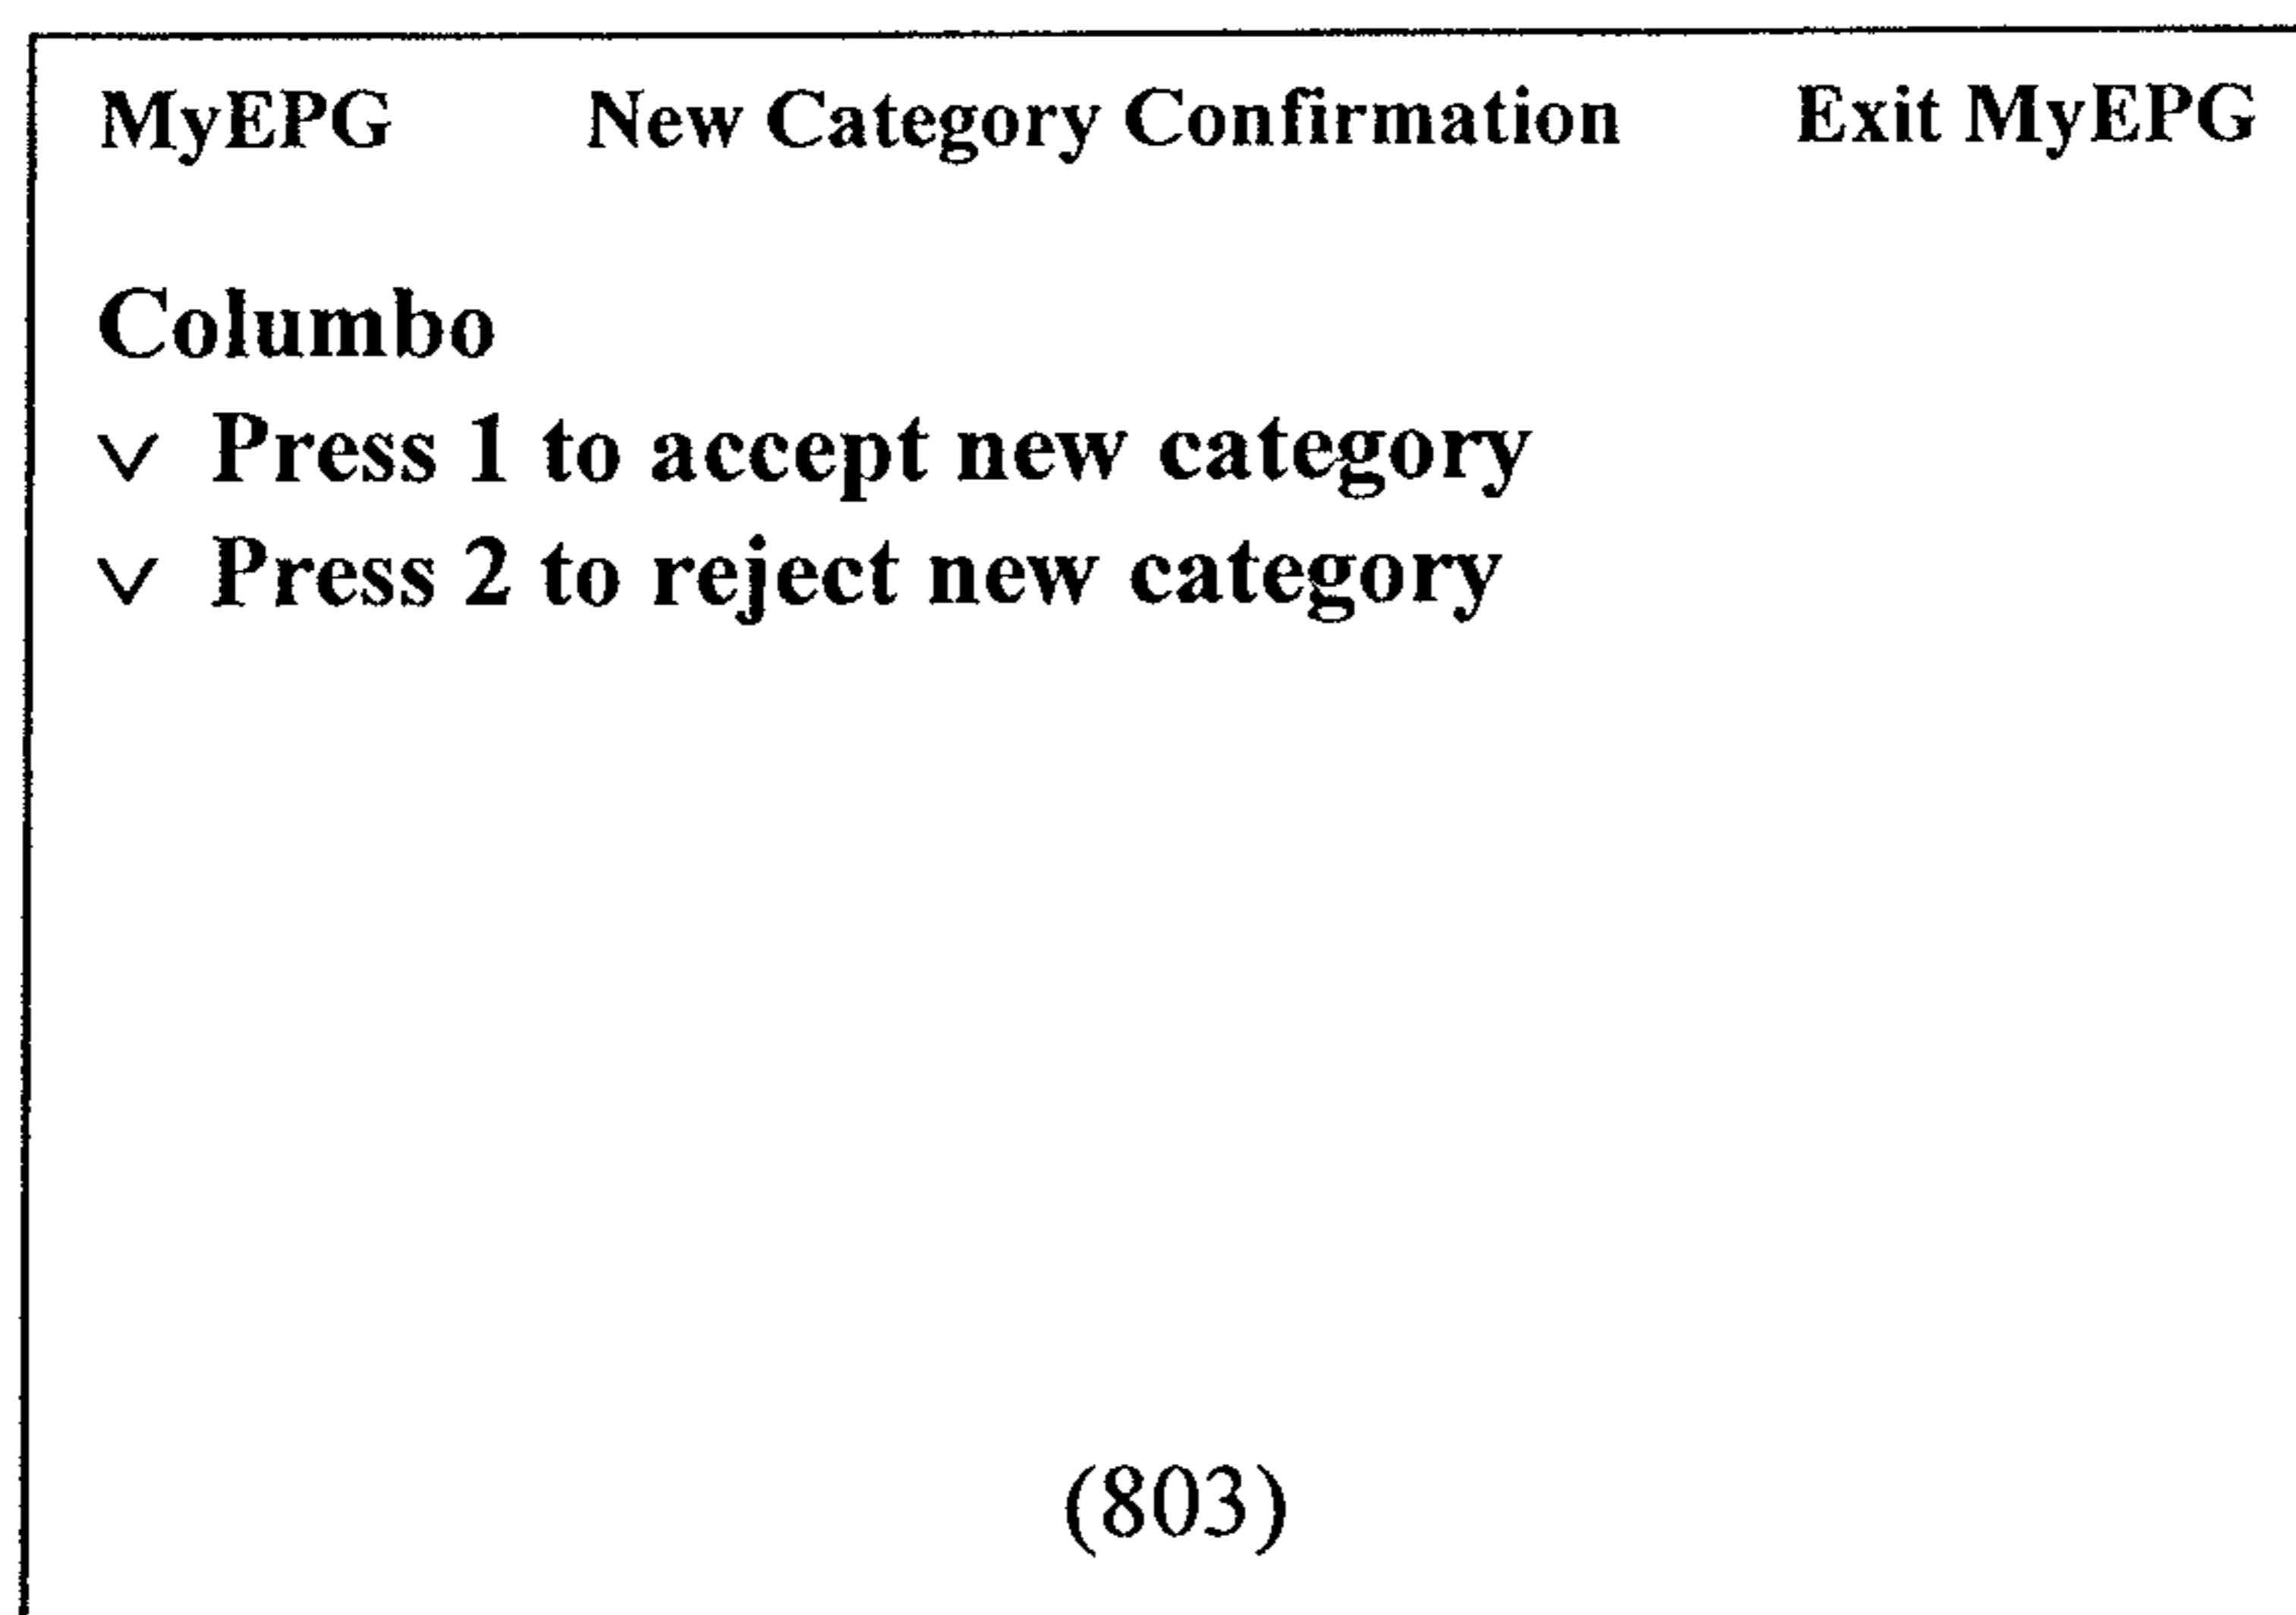 MyEPG New Category Confirmation Exit MyEPG
Columbo
∨ Press 1 to accept new category
∨ Press 2 to reject new category
(803)